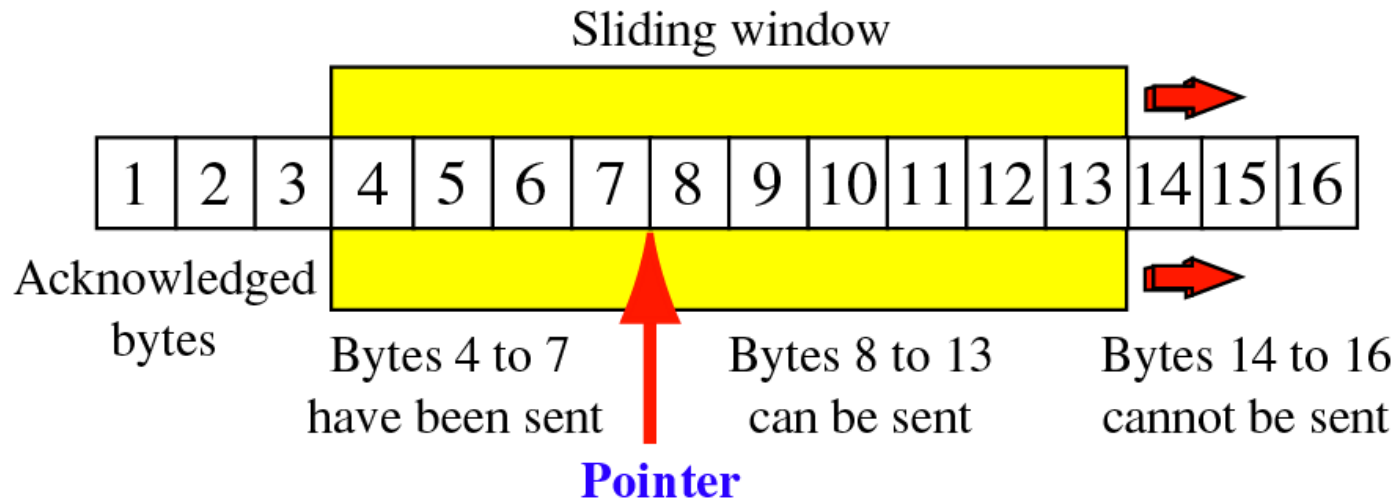 Sliding window
1 2 3 4 5 6 7 8 9 10 11 12 13 14 15 16
Acknowledged
bytes
Bytes 4 to 7
have been sent
Bytes 8 to 13
can be sent
Bytes 14 to 16
cannot be sent
Pointer